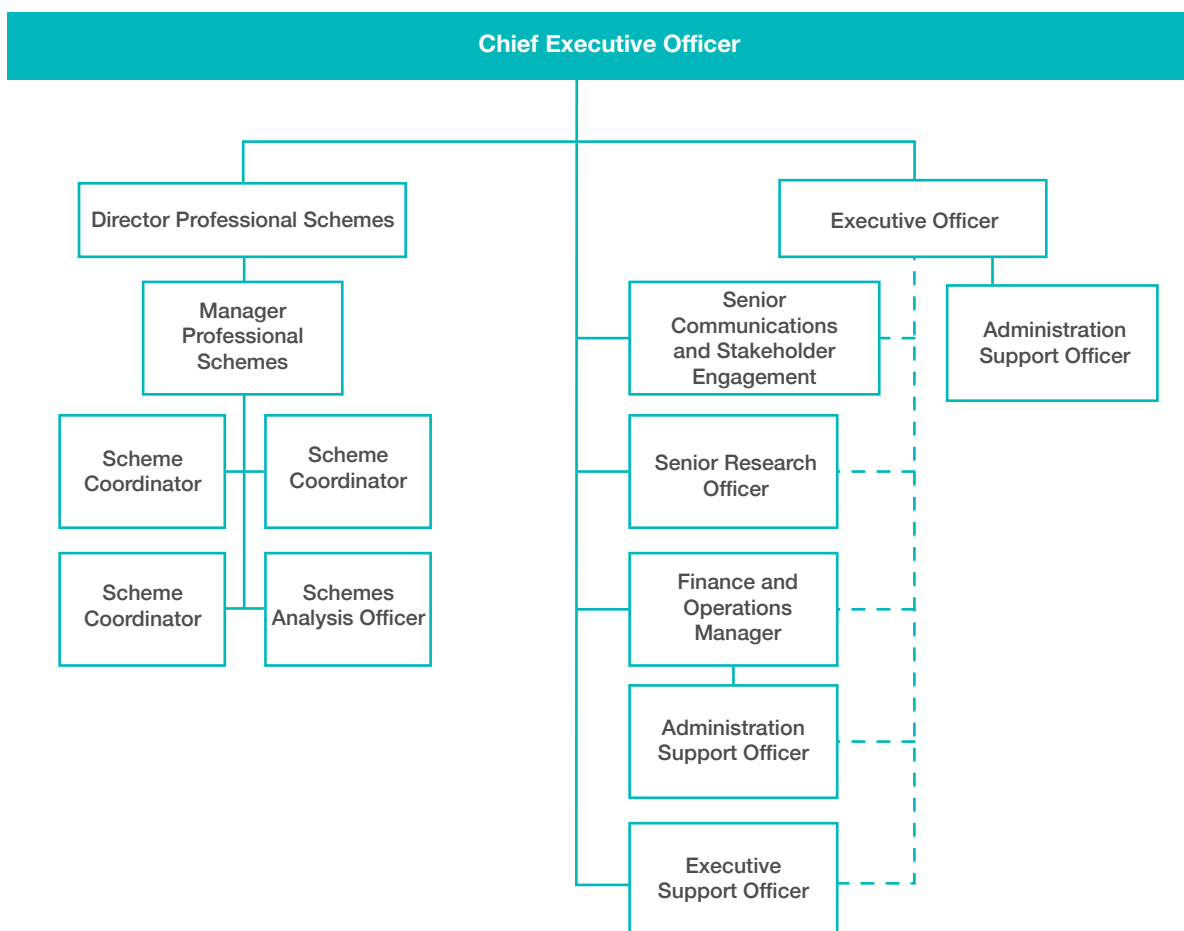 Chief Executive Officer
Director Professional Schemes
Executive Officer
Manager
Professional
Schemes
Senior
Communications
and Stakeholder
Engagement
Administration
Support Officer
Scheme
Coordinator
Scheme
Coordinator
Senior Research
Officer
Scheme
Coordinator
Schemes
Analysis Officer
Finance and
Operations
Manager
Administration
Support Officer
Executive
Support Officer